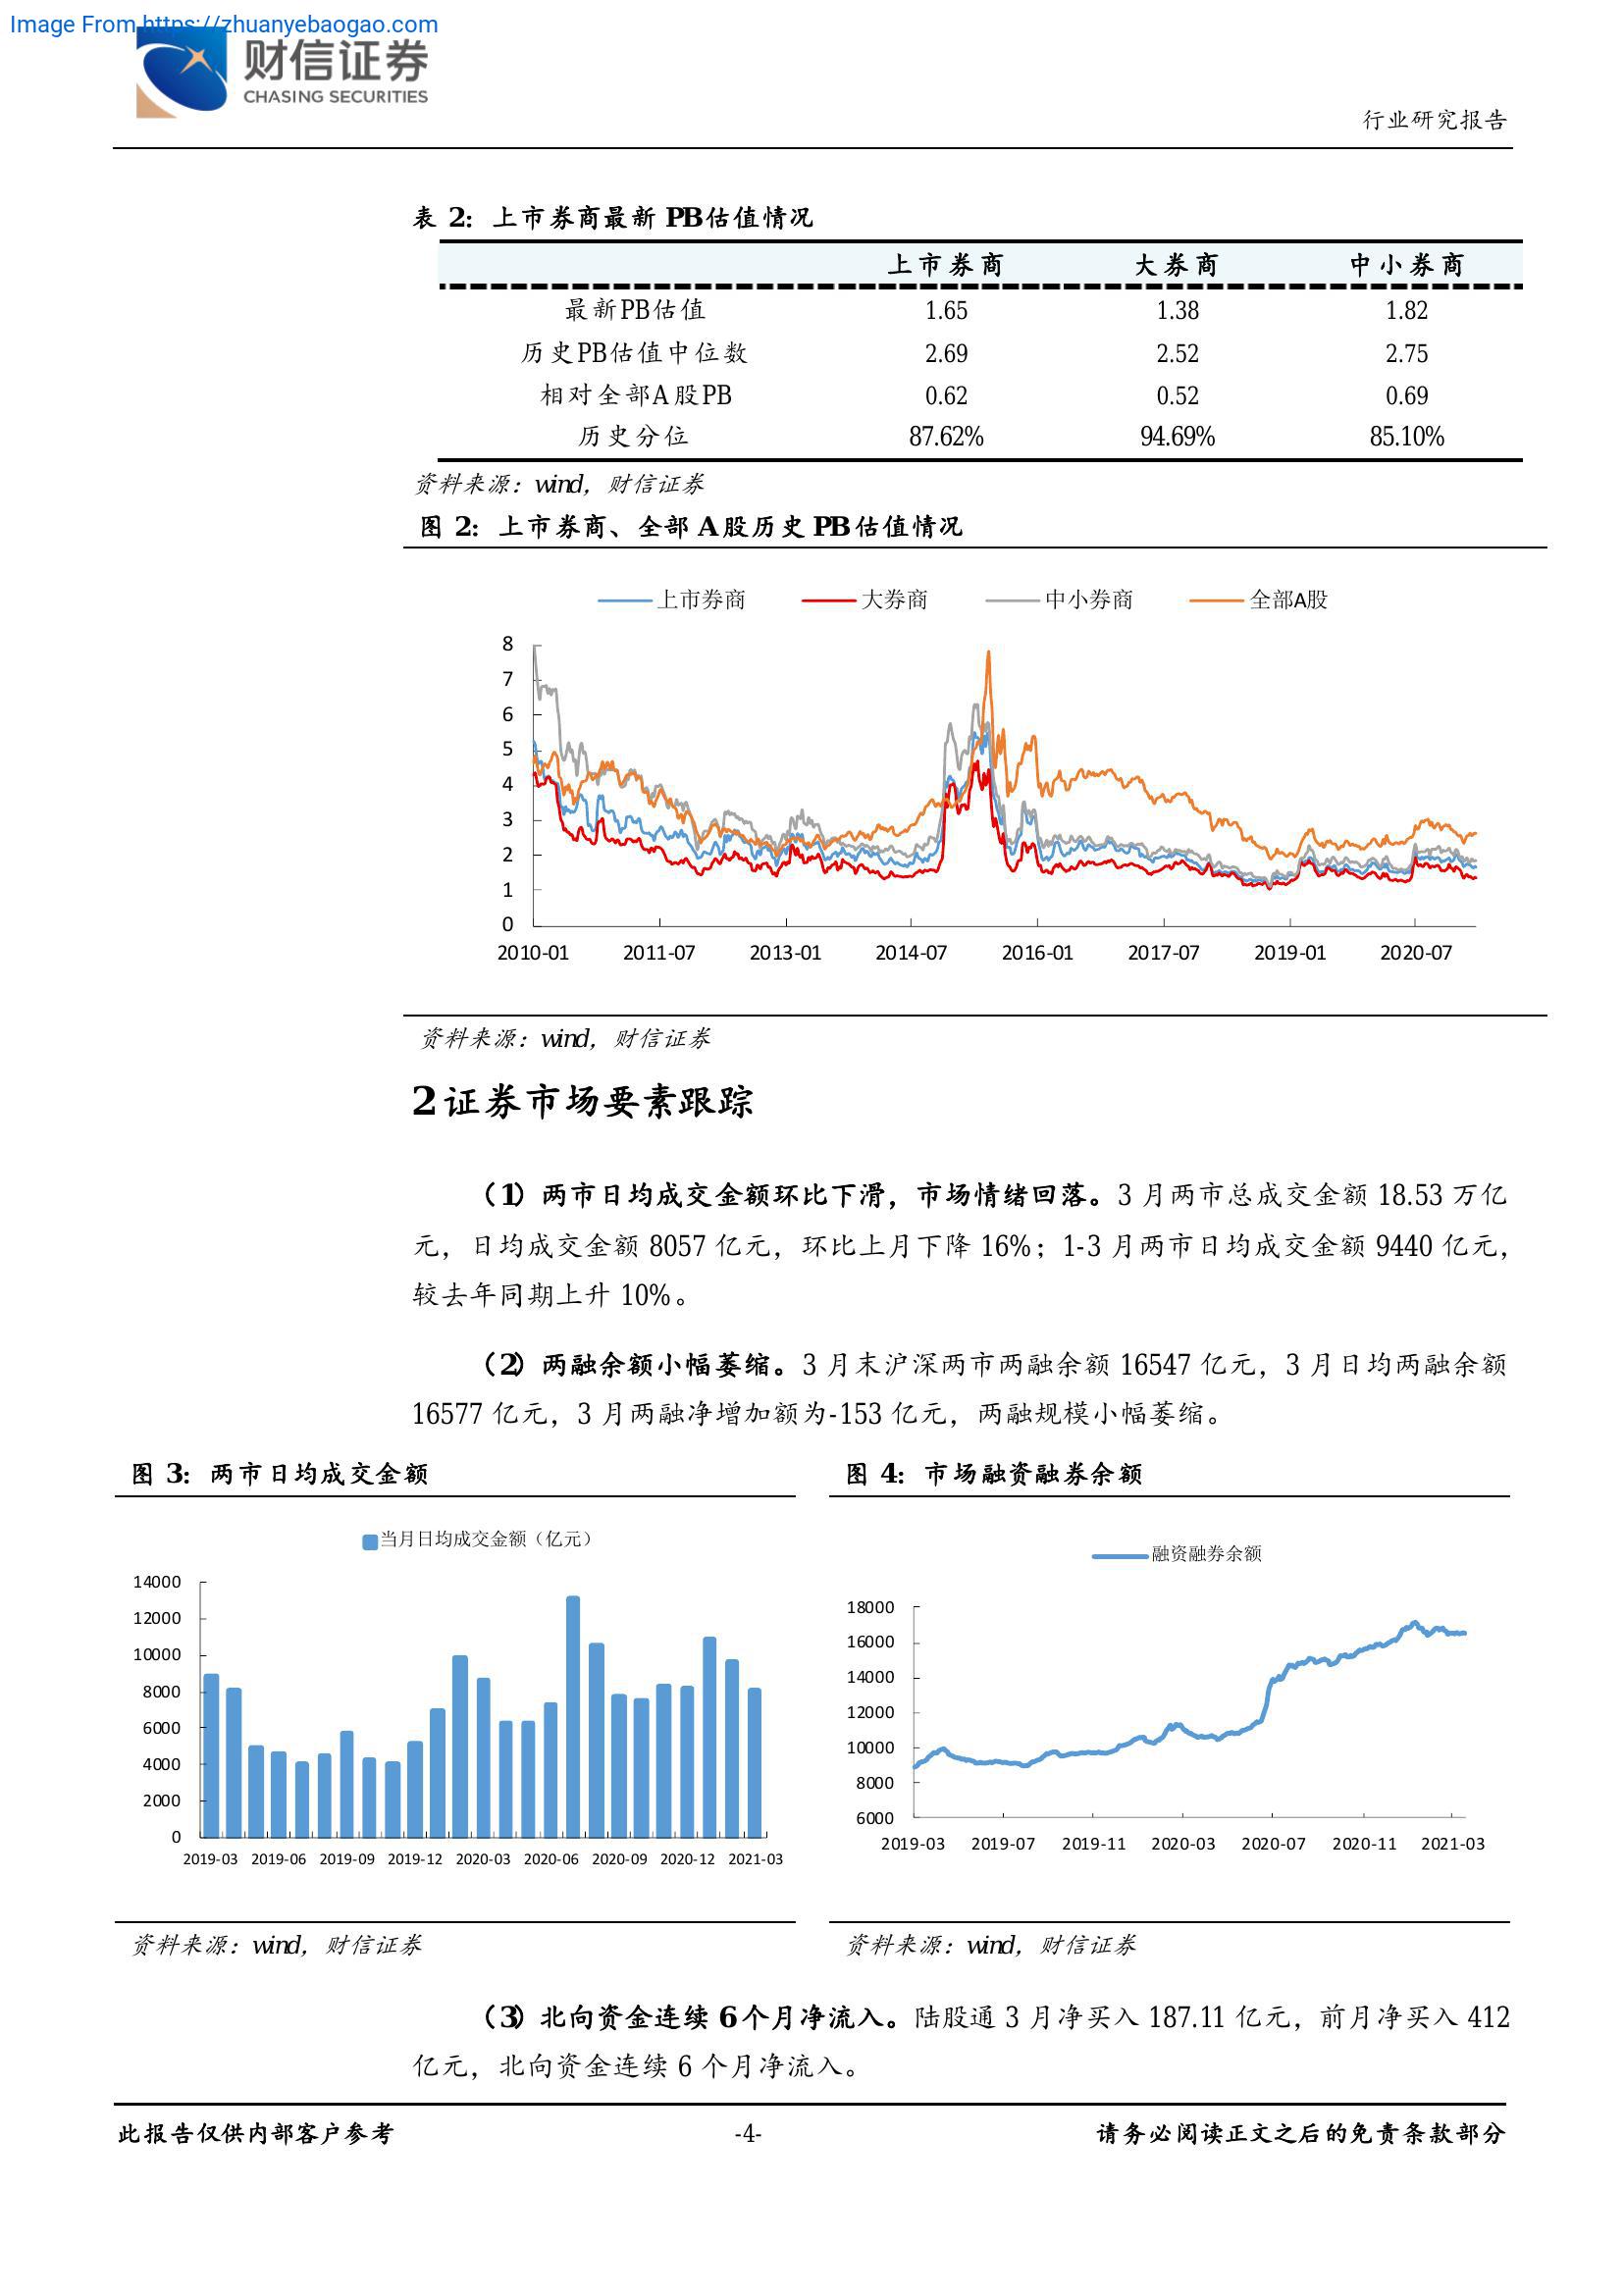 Image From https://zhuanyebaogao.com
财信证券
CHASING SECURITIES
行业研究报告
表 2：上市券商最新 PB 估值情况
上市券商 大券商 中小券商
最新PB估值 1.65 1.38 1.82
历史PB估值中位数 2.69 2.52 2.75
相对全部A股PB 0.62 0.52 0.69
历史分位 87.62% 94.69% 85.10%
资料来源：wind，财信证券
图 2：上市券商、全部 A 股历史 PB 估值情况
上市券商 大券商 中小券商 全部A股
8
7
6
5
4
3
2
1
0
2010-01 2011-07 2013-01 2014-07 2016-01 2017-07 2019-01 2020-07
资料来源：wind，财信证券
2 证券市场要素跟踪
（1）两市日均成交金额环比下滑，市场情绪回落。3 月两市总成交金额 18.53 万亿
元，日均成交金额 8057 亿元，环比上月下降 16%；1-3 月两市日均成交金额 9440 亿元，
较去年同期上升 10%。
（2）两融余额小幅萎缩。3 月末沪深两市两融余额 16547 亿元，3 月日均两融余额
16577 亿元，3 月两融净增加额为-153 亿元，两融规模小幅萎缩。
图 3：两市日均成交金额
当月日均成交金额（亿元）
14000
12000
10000
8000
6000
4000
2000
0
2019-03 2019-06 2019-09 2019-12 2020-03 2020-06 2020-09 2020-12 2021-03
资料来源：wind，财信证券
图 4：市场融资融券余额
融资融券余额
18000
16000
14000
12000
10000
8000
6000
2019-03 2019-07 2019-11 2020-03 2020-07 2020-11 2021-03
资料来源：wind，财信证券
（3）北向资金连续 6 个月净流入。陆股通 3 月净买入 187.11 亿元，前月净买入 412
亿元，北向资金连续 6 个月净流入。
此报告仅供内部客户参考 -4- 请务必阅读正文之后的免责条款部分